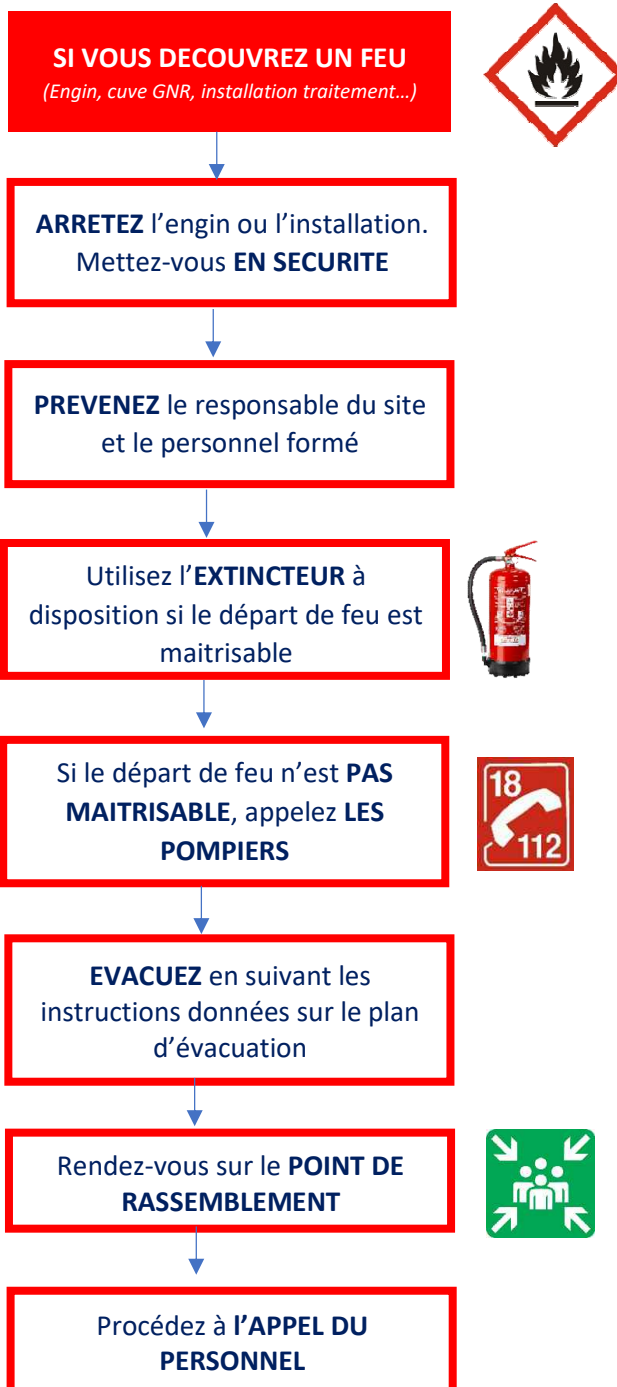 SI VOUS DECOUVREZ UN FEU
(Engin, cuve GNR, installation traitement…)
ARRETEZ l’engin ou l’installation.
Mettez-vous EN SECURITE
PREVENEZ le responsable du site
et le personnel formé
Utilisez l’EXTINCTEUR à
disposition si le départ de feu est
maitrisable
Si le départ de feu n’est PAS
MAITRISABLE, appelez LES
POMPIERS
18
112
EVACUEZ en suivant les
instructions données sur le plan
d’évacuation
Rendez-vous sur le POINT DE
RASSEMBLEMENT
Procédez à l’APPEL DU
PERSONNEL